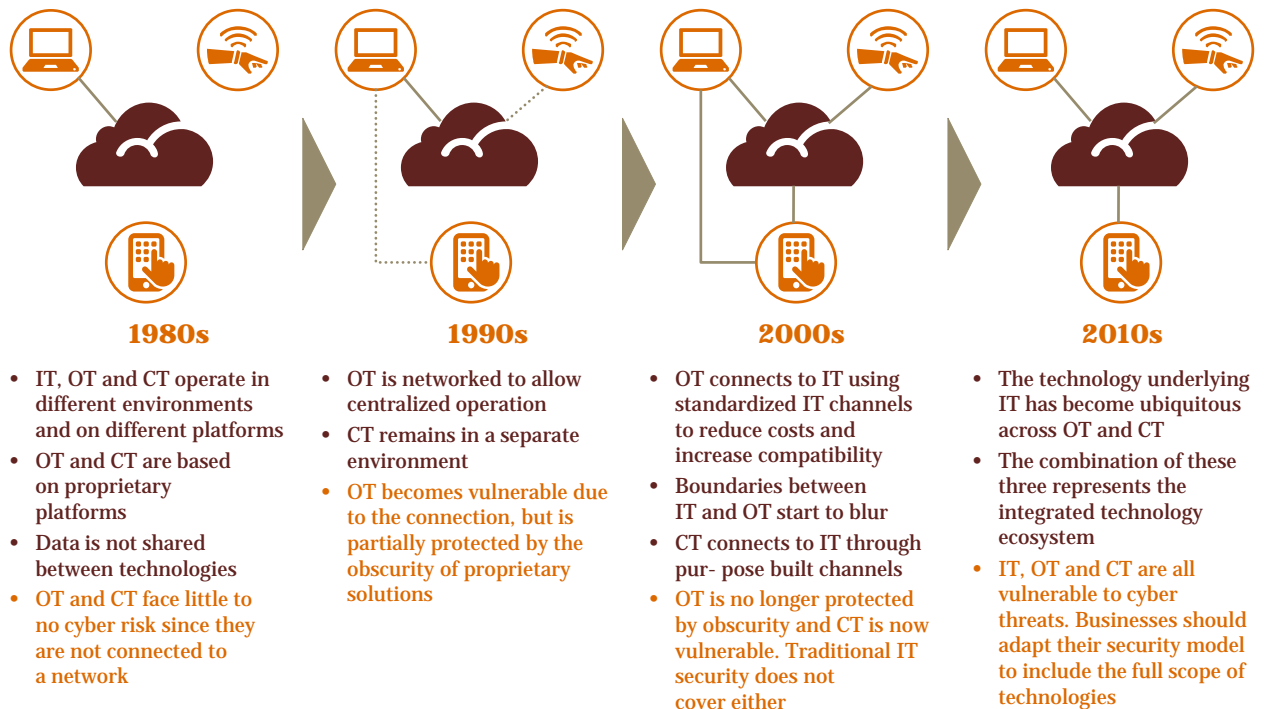 1980s
• IT, OT and CT operate in
different environments
and on different platforms
• OT and CT are based
on proprietary
platforms
• Data is not shared
between technologies
• OT and CT face little to
no cyber risk since they
are not connected to
a network
1990s
• OT is networked to allow
centralized operation
• CT remains in a separate
environment
• OT becomes vulnerable due
to the connection, but is
partially protected by the
obscurity of proprietary
solutions
2000s
• OT connects to IT using
standardized IT channels
to reduce costs and
increase compatibility
• Boundaries between
IT and OT start to blur
• CT connects to IT through
pur- pose built channels
• OT is no longer protected
by obscurity and CT is now
vulnerable. Traditional IT
security does not
cover either
2010s
• The technology underlying
IT has become ubiquitous
across OT and CT
• The combination of these
three represents the
integrated technology
ecosystem
• IT, OT and CT are all
vulnerable to cyber
threats. Businesses should
adapt their security model
to include the full scope of
technologies